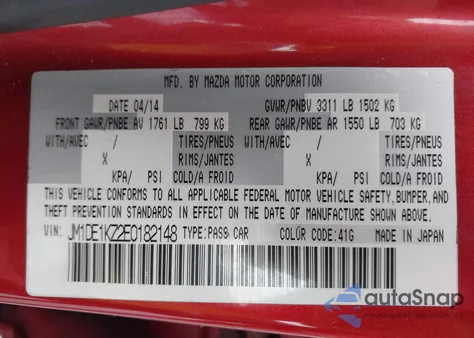 MFD. BY MAZDA MOTOR CORPORATION
DATE 04/14 GVWR/PNBV 3311 LB 1502 KG
FRONT GAWR/PNBE AV 1761 LB 799 KG REAR GAWR/PNBE AR 1550 LB 703 KG
WITH/AVEC / TIRES/PNEUS WITH/AVEC / TIRES/PNEUS
X RIMS/JANTES X RIMS/JANTES
KPA/ PSI COLD/A FROID KPA/ PSI COLD/A FROID
THIS VEHICLE CONFORMS TO ALL APPLICABLE FEDERAL MOTOR VEHICLE SAFETY, BUMPER, AND
THEFT PREVENTION STANDARDS IN EFFECT ON THE DATE OF MANUFACTURE SHOWN ABOVE.
VIN: JM1DE1KZ2E0182148 TYPE:PASS CAR COLOR CODE:41G MADE IN JAPAN
autoSnap